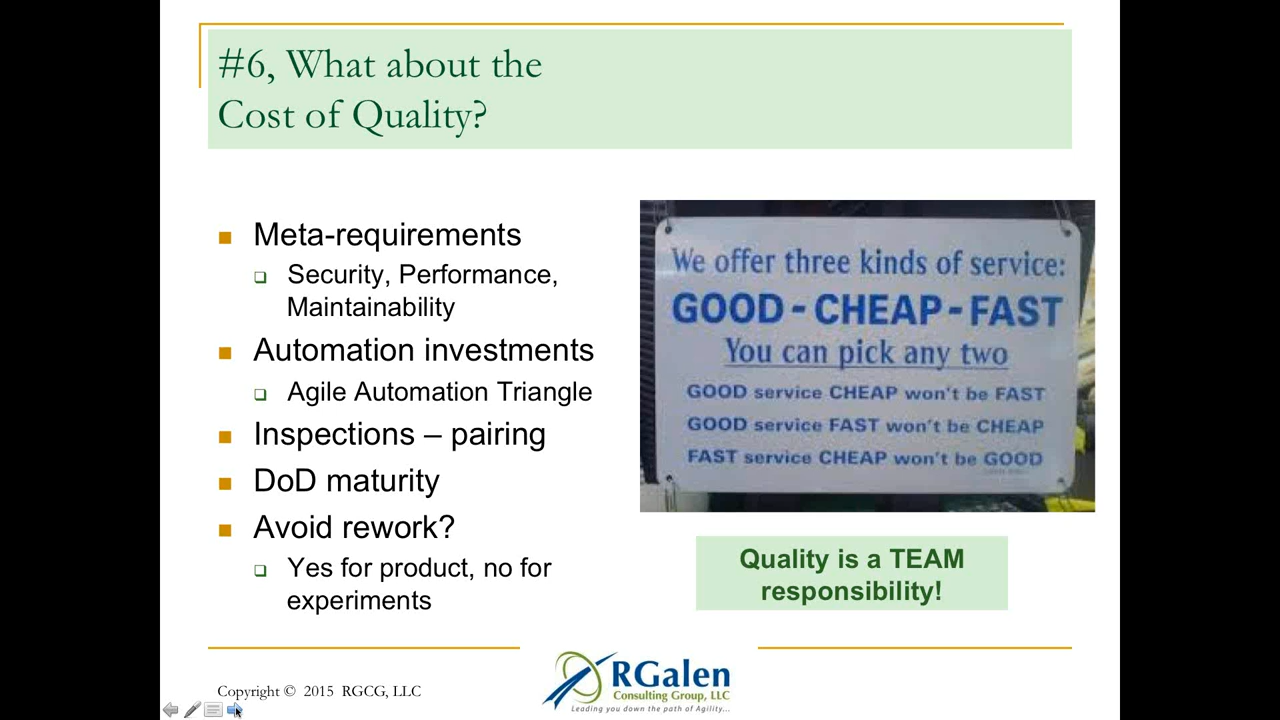 #6, What about the
Cost of Quality?
Meta-requirements
Security, Performance,
Maintainability
Automation investments
Agile Automation Triangle
Inspections – pairing
DoD maturity
Avoid rework?
Yes for product, no for
experiments
We offer three kinds of service:
GOOD - CHEAP - FAST
You can pick any two
GOOD service CHEAP won't be FAST
GOOD service FAST won't be CHEAP
FAST service CHEAP won't be GOOD
Quality is a TEAM
responsibility!
Copyright © 2015 RGCG, LLC
RGalen
Consulting Group, LLC
Leading you down the path of Agility...